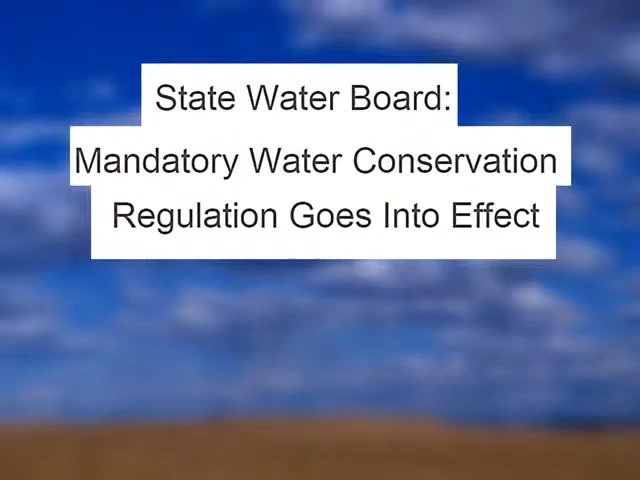 State Water Board:
Mandatory Water Conservation
Regulation Goes Into Effect